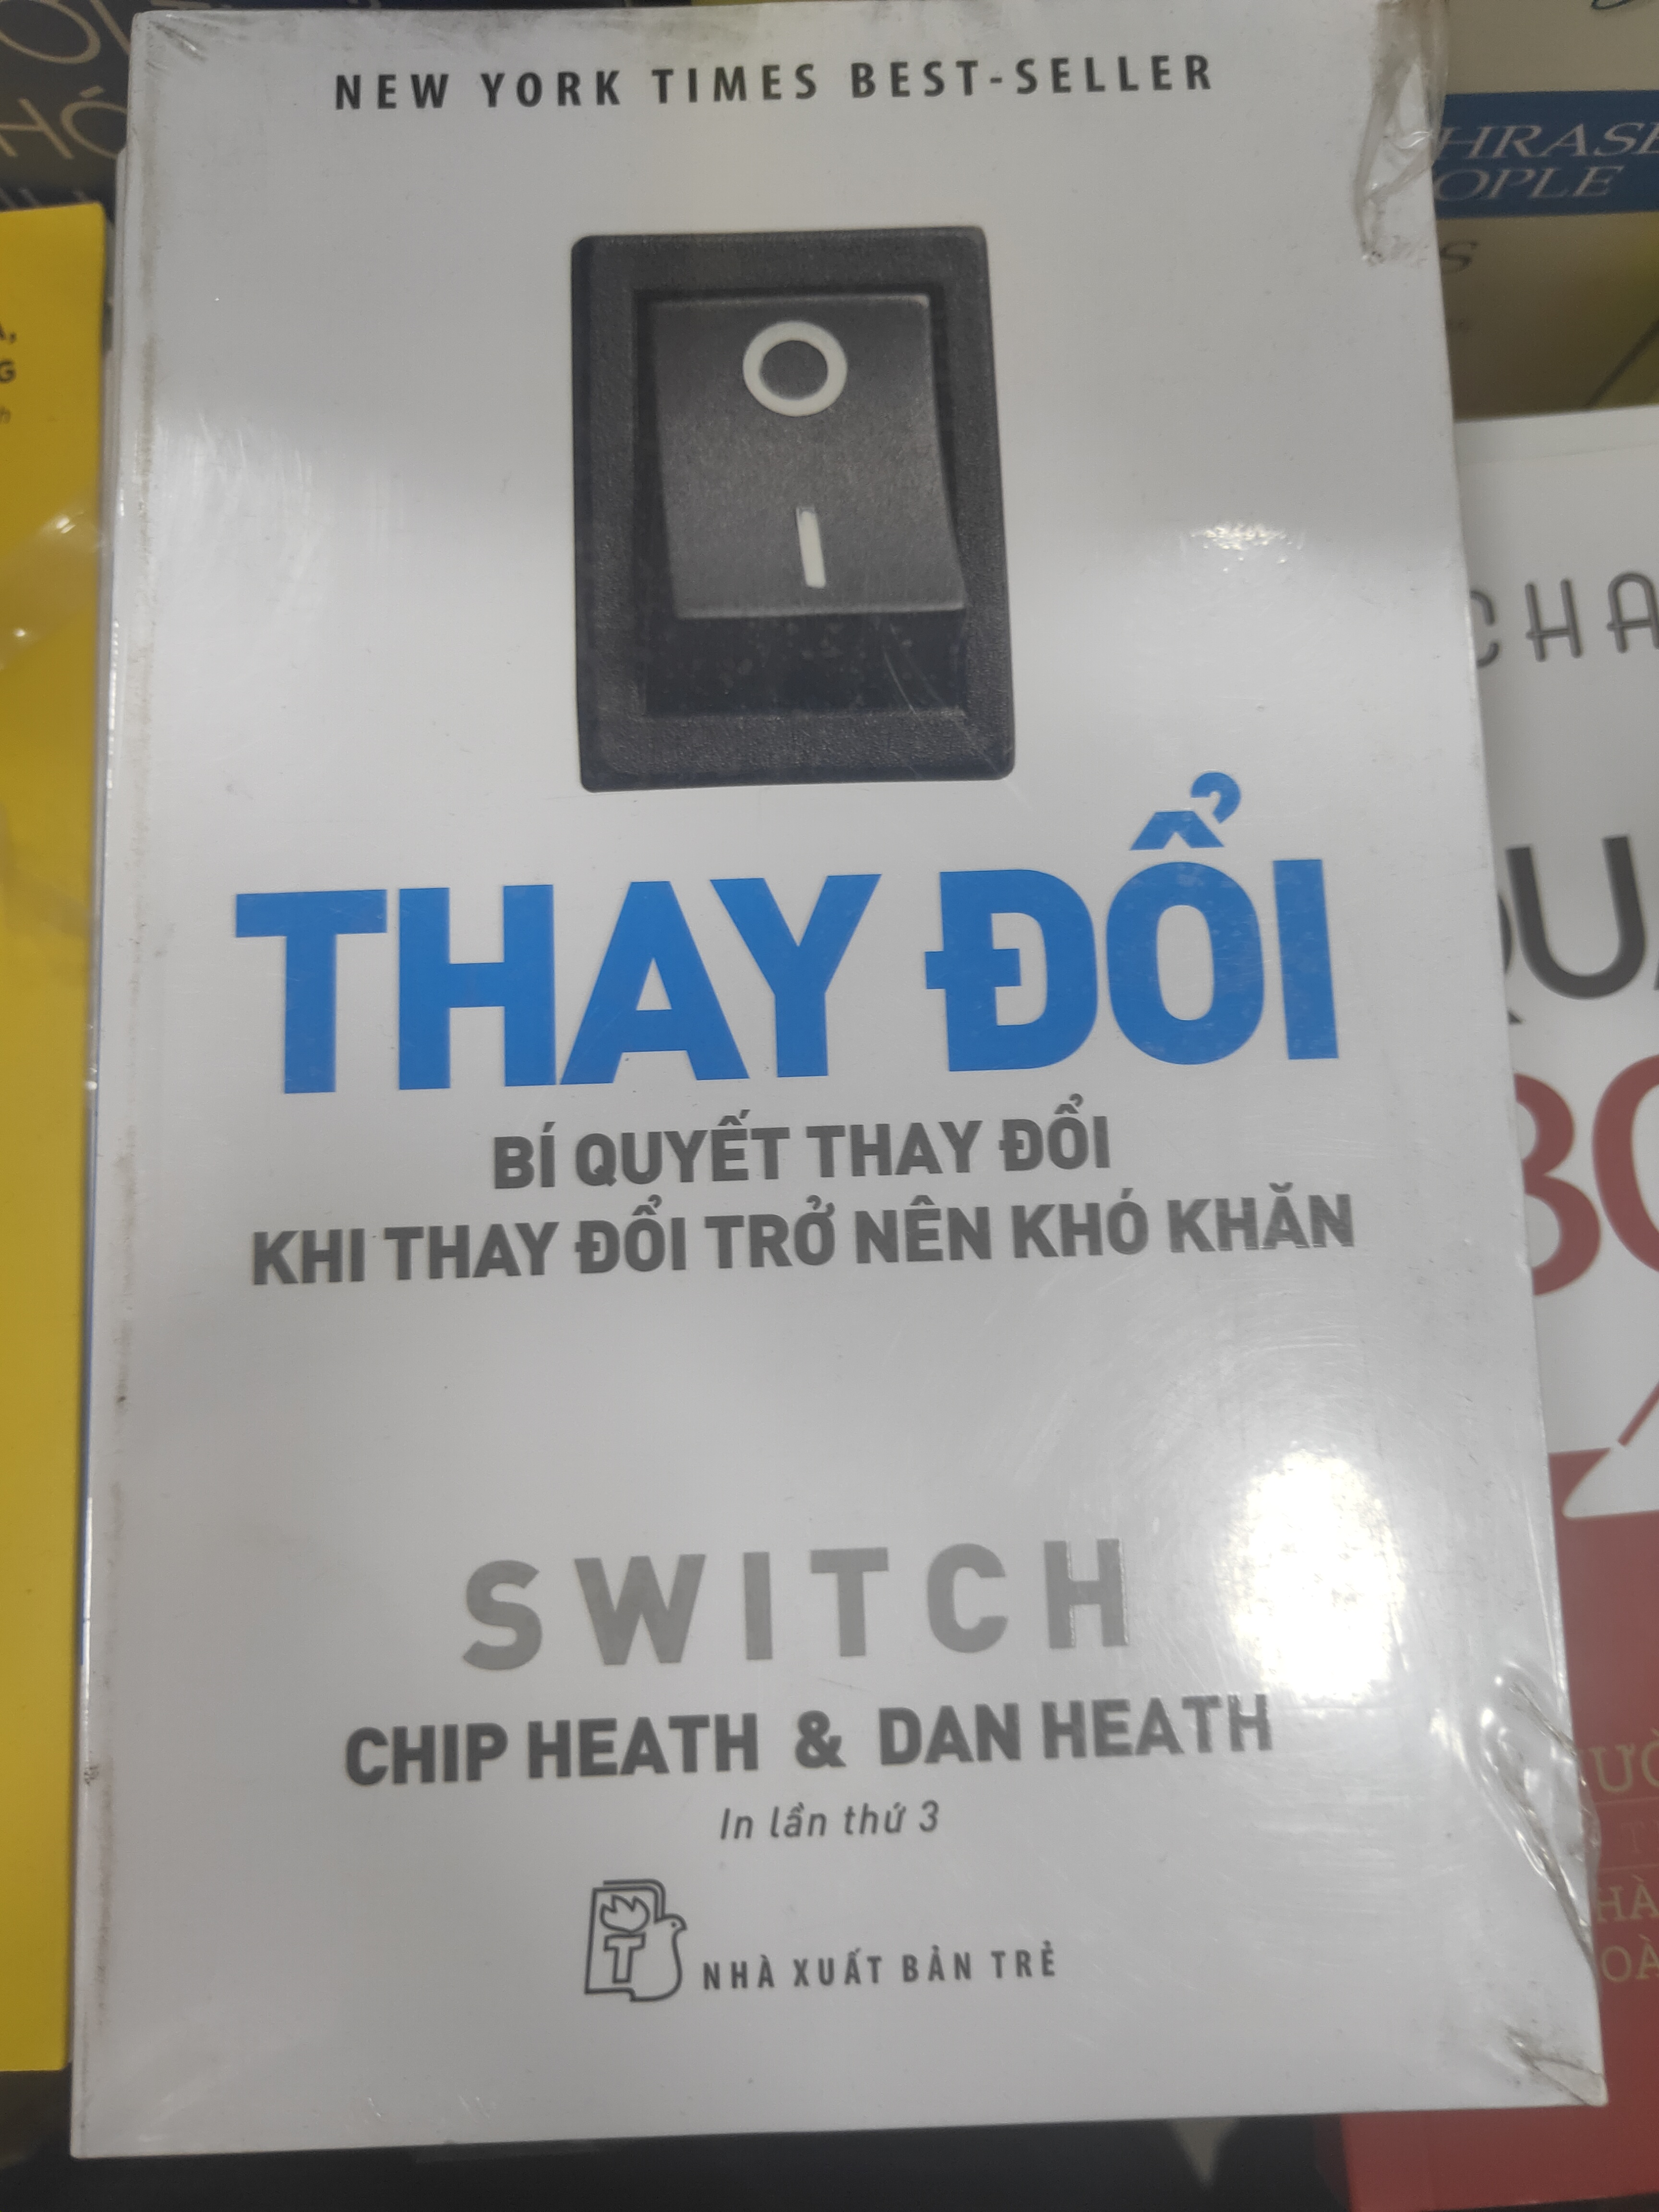 NEW YORK TIMES BEST-SELLER
THAY ĐỔI
BÍ QUYẾT THAY ĐỔI
KHI THAY ĐỔI TRỞ NÊN KHÓ KHĂN
SWITCH
CHIP HEATH & DAN HEATH
In lần thứ 3
T
NHÀ XUẤT BẢN TRẺ